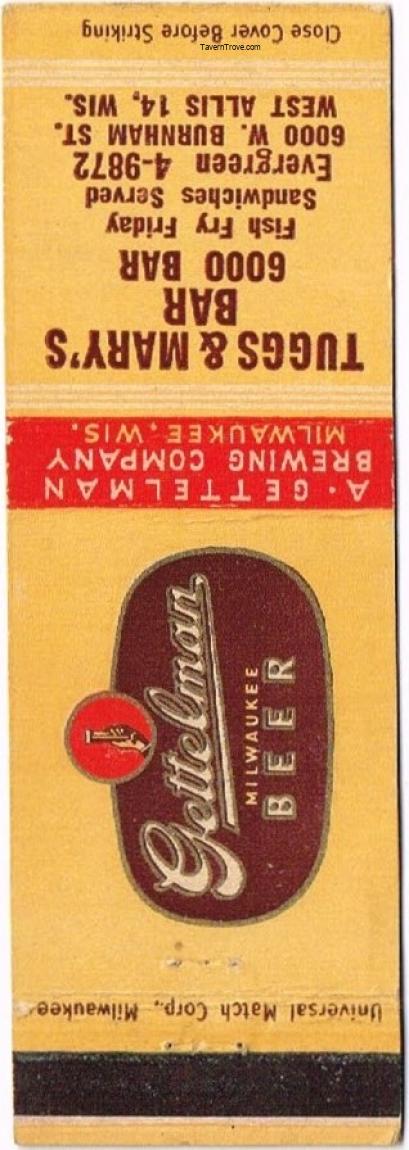 Universal Match Corp., Milwaukee
Gettelman
MILWAUKEE
BEER
A·GETTELMAN
BREWING COMPANY
MILWAUKEE, WIS.
TUGGS & MARY'S
BAR
6000 BAR
Fish Fry Friday
Sandwiches Served
Evergreen 4-9872
6000 W. BURNHAM ST.
WEST ALLIS 14, WIS.
Close Cover Before Striking
TavernTrove.com